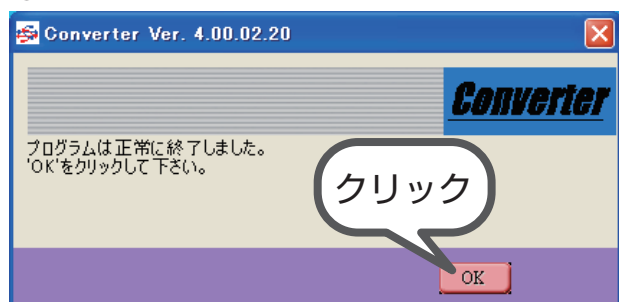 Converter Ver. 4.00.02.20
Converter
プログラムは正常に終了しました。
'OK'をクリックして下さい。
クリック
OK